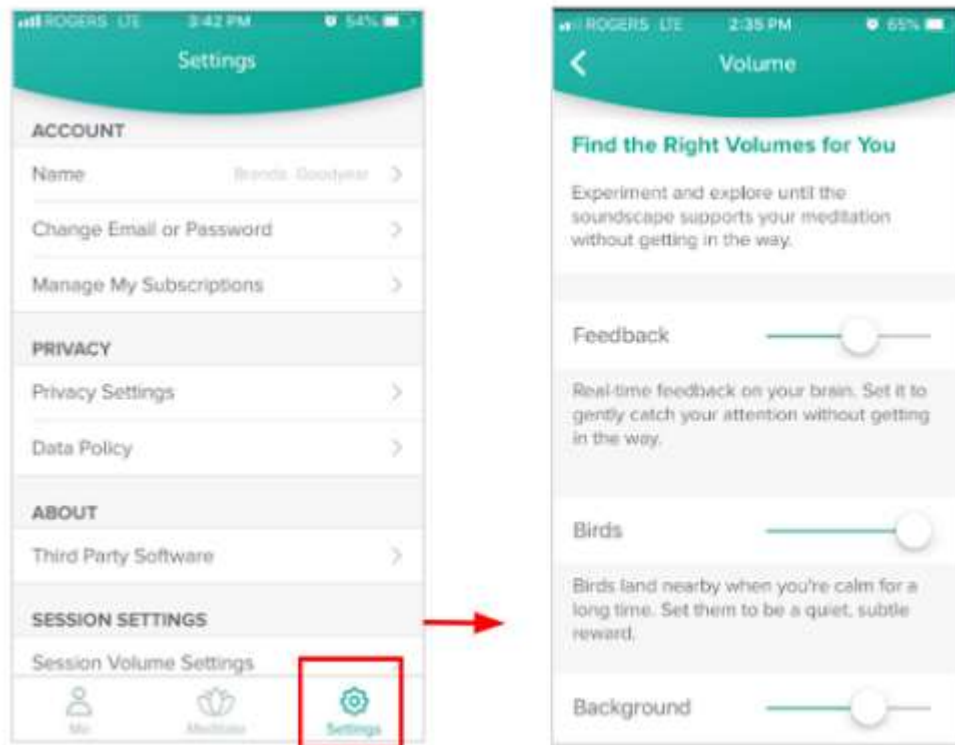 ROGERS LTE 3:42 PM 54%
Settings
ACCOUNT
Name Brenda Goodyear
Change Email or Password
Manage My Subscriptions
PRIVACY
Privacy Settings
Data Policy
ABOUT
Third Party Software
SESSION SETTINGS
Session Volume Settings
Me Meditate Settings
ROGERS LTE 2:35 PM 65%
Volume
Find the Right Volumes for You
Experiment and explore until the
soundscape supports your meditation
without getting in the way.
Feedback
Real-time feedback on your brain. Set it to
gently catch your attention without getting
in the way.
Birds
Birds land nearby when you're calm for a
long time. Set them to be a quiet, subtle
reward.
Background